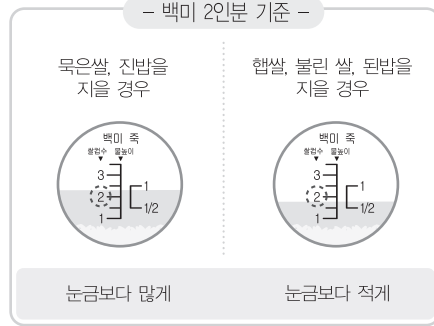 – 백미 2인분 기준 –
묵은쌀, 진밥을
지을 경우
백미 죽
쌀컵수 물높이
3
2
1
1
1/2
눈금보다 많게
햅쌀, 불린 쌀, 된밥을
지을 경우
백미 죽
쌀컵수 물높이
3
2
1
1
1/2
눈금보다 적게